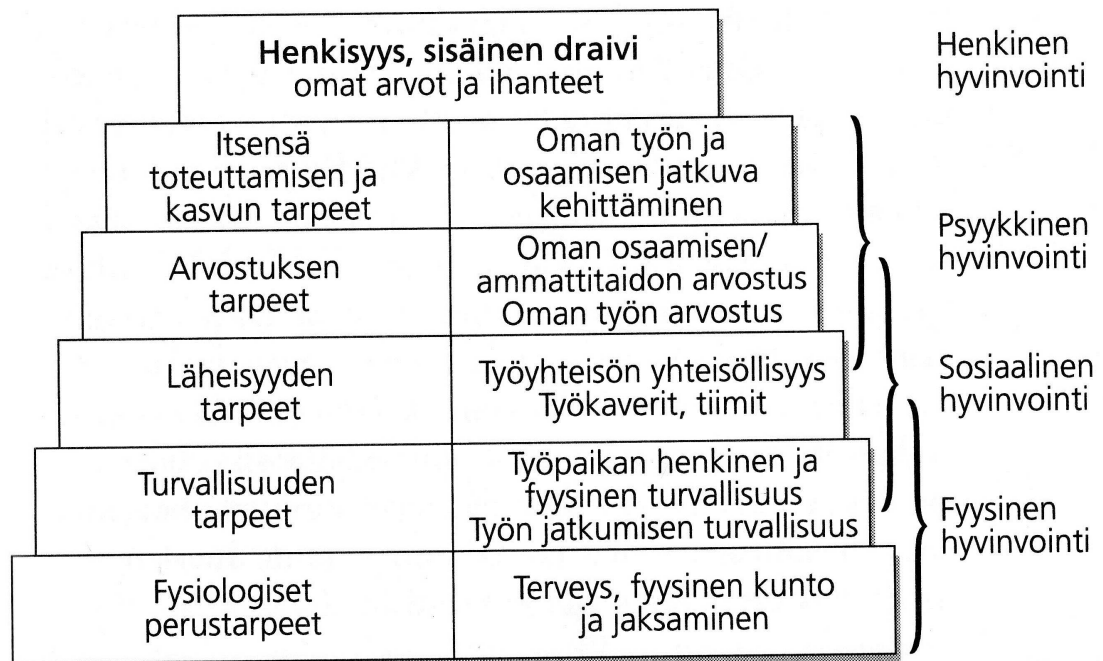 Henkisyys, sisäinen draivi
omat arvot ja ihanteet
Henkinen
hyvinvointi
Itsensä
toteuttamisen ja
kasvun tarpeet
Oman työn ja
osaamisen jatkuva
kehittäminen
Psyykkinen
hyvinvointi
Arvostuksen
tarpeet
Oman osaamisen/
ammattitaidon arvostus
Oman työn arvostus
Läheisyyden
tarpeet
Työyhteisön yhteisöllisyys
Työkaverit, tiimit
Sosiaalinen
hyvinvointi
Turvallisuuden
tarpeet
Työpaikan henkinen ja
fyysinen turvallisuus
Työn jatkumisen turvallisuus
Fyysinen
hyvinvointi
Fysiologiset
perustarpeet
Terveys, fyysinen kunto
ja jaksaminen